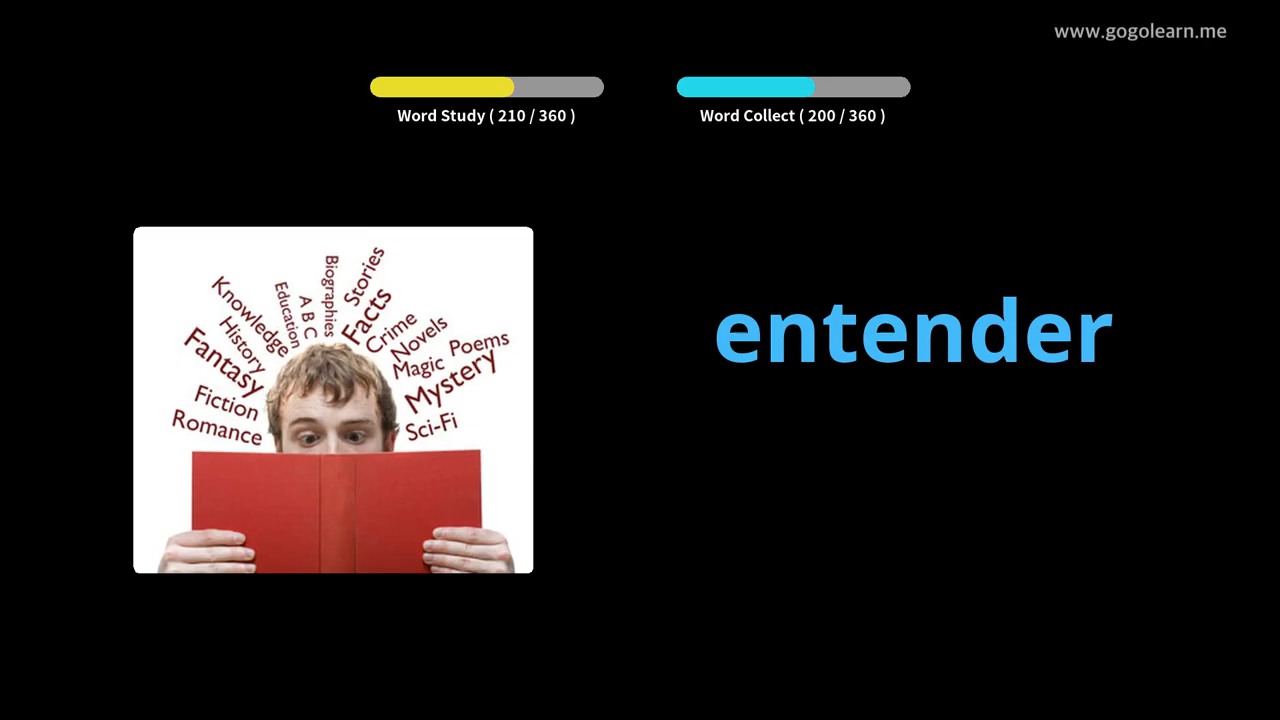 www.gogolearn.me
Word Study ( 210 / 360 )
Word Collect ( 200 / 360 )
Biographies
Stories
Education
A B C
Facts
Knowledge
Crime
History
Novels
Fantasy
Magic
Poems
Mystery
Fiction
Romance
Sci-Fi
entender